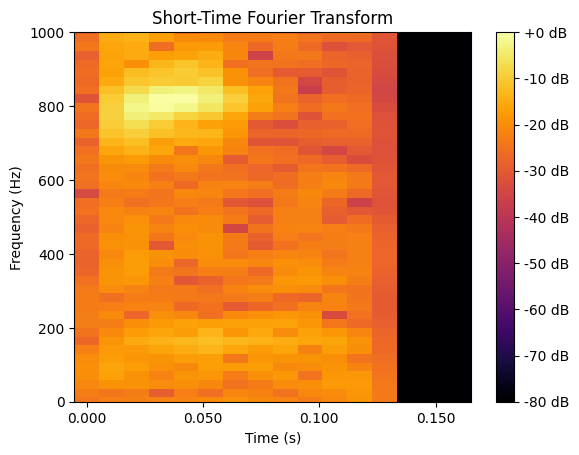 Short-Time Fourier Transform
Frequency (Hz)
1000
800
600
400
200
0
0.000 0.050 0.100 0.150
Time (s)
+0 dB
-10 dB
-20 dB
-30 dB
-40 dB
-50 dB
-60 dB
-70 dB
-80 dB